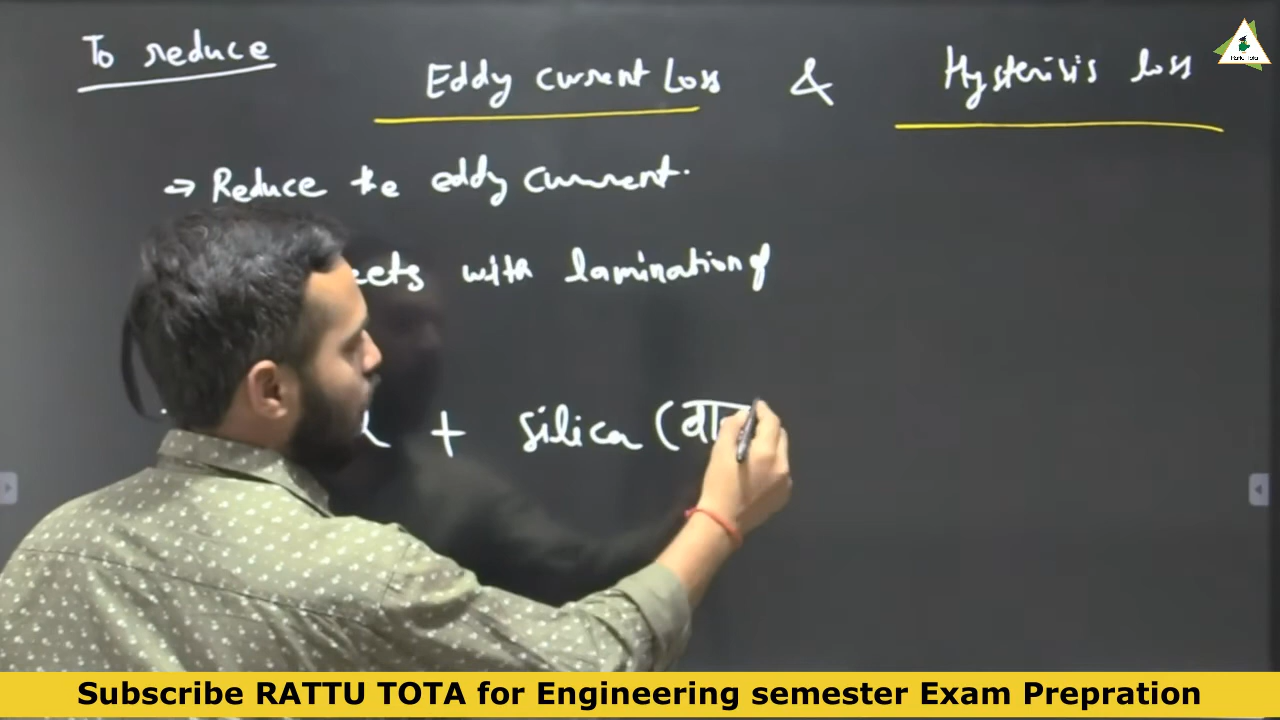 To reduce
Eddy current Loss & Hysterisis loss
→ Reduce the eddy current.
with lamination of
+ silica (
Subscribe RATTU TOTA for Engineering semester Exam Prepration